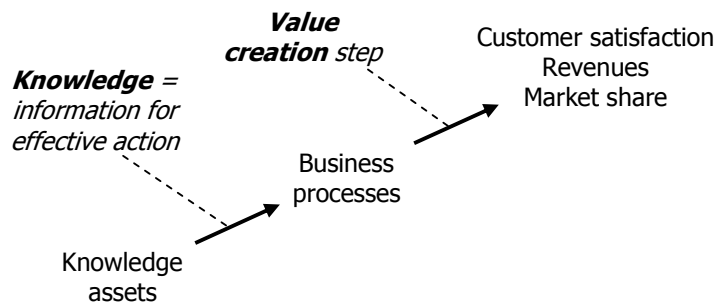 Value
creation step
Customer satisfaction
Revenues
Market share
Knowledge =
information for
effective action
Business
processes
Knowledge
assets